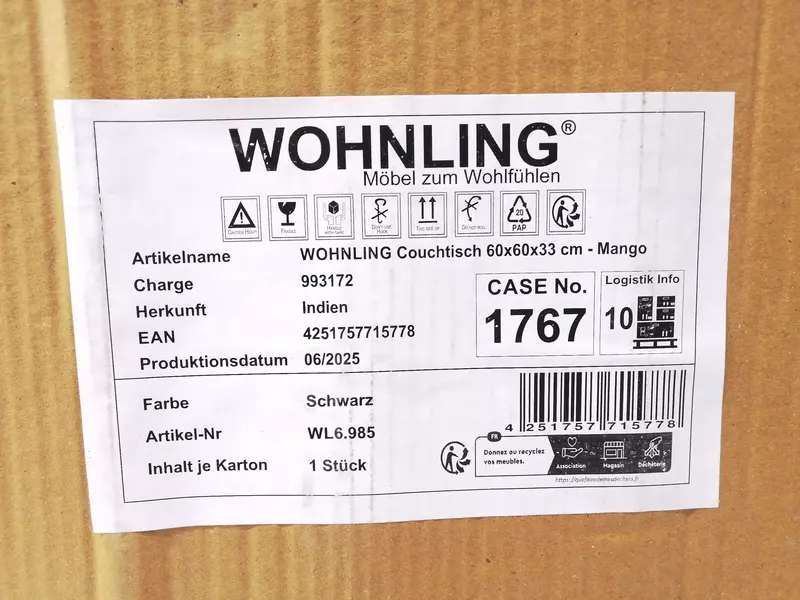 WOHNLING®
Möbel zum Wohlfühlen
CAUTION HEAVY
FRAGILE
HANDLE WITH CARE
DON'T USE HOOK
THIS SIDE UP
DO NOT ROLL
20
PAP
Artikelname WOHNLING Couchtisch 60x60x33 cm - Mango
Charge 993172
Herkunft Indien
EAN 4251757715778
Produktionsdatum 06/2025
CASE No.
1767
Logistik Info
10
Farbe Schwarz
Artikel-Nr WL6.985
Inhalt je Karton 1 Stück
4 251757 715778
FR
Donnez ou recyclez
vos meubles.
Association
Magasin
Déchèterie
https://quefairedemesdechets.fr